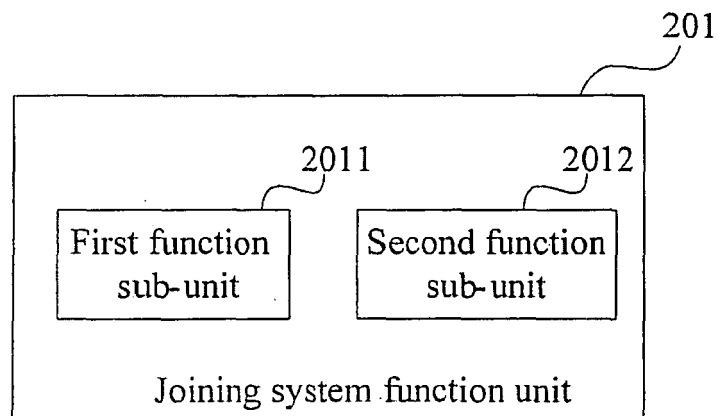 201
2011
2012
First function
sub-unit
Second function
sub-unit
Joining system function unit